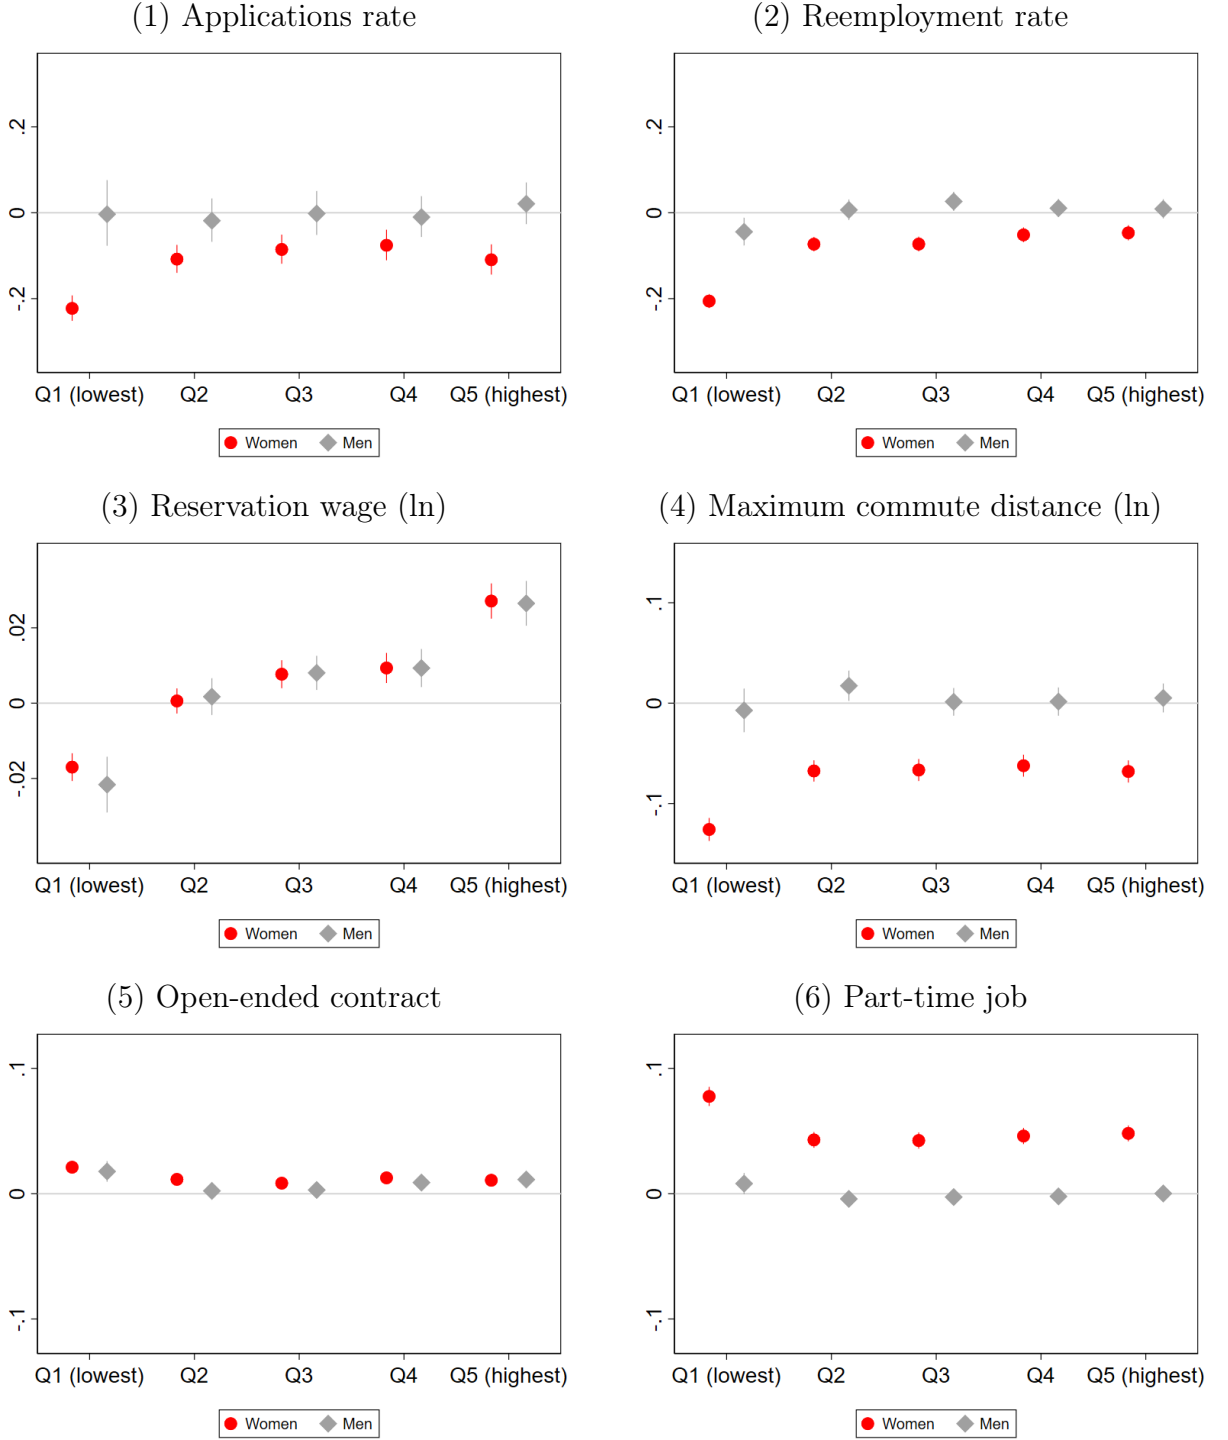 (1) Applications rate
.2
0
-.2
Q1 (lowest) Q2 Q3 Q4 Q5 (highest)
Women Men
(2) Reemployment rate
.2
0
-.2
Q1 (lowest) Q2 Q3 Q4 Q5 (highest)
Women Men
(3) Reservation wage (ln)
.02
0
-.02
Q1 (lowest) Q2 Q3 Q4 Q5 (highest)
Women Men
(4) Maximum commute distance (ln)
.1
0
-.1
Q1 (lowest) Q2 Q3 Q4 Q5 (highest)
Women Men
(5) Open-ended contract
.1
0
-.1
Q1 (lowest) Q2 Q3 Q4 Q5 (highest)
Women Men
(6) Part-time job
.1
0
-.1
Q1 (lowest) Q2 Q3 Q4 Q5 (highest)
Women Men